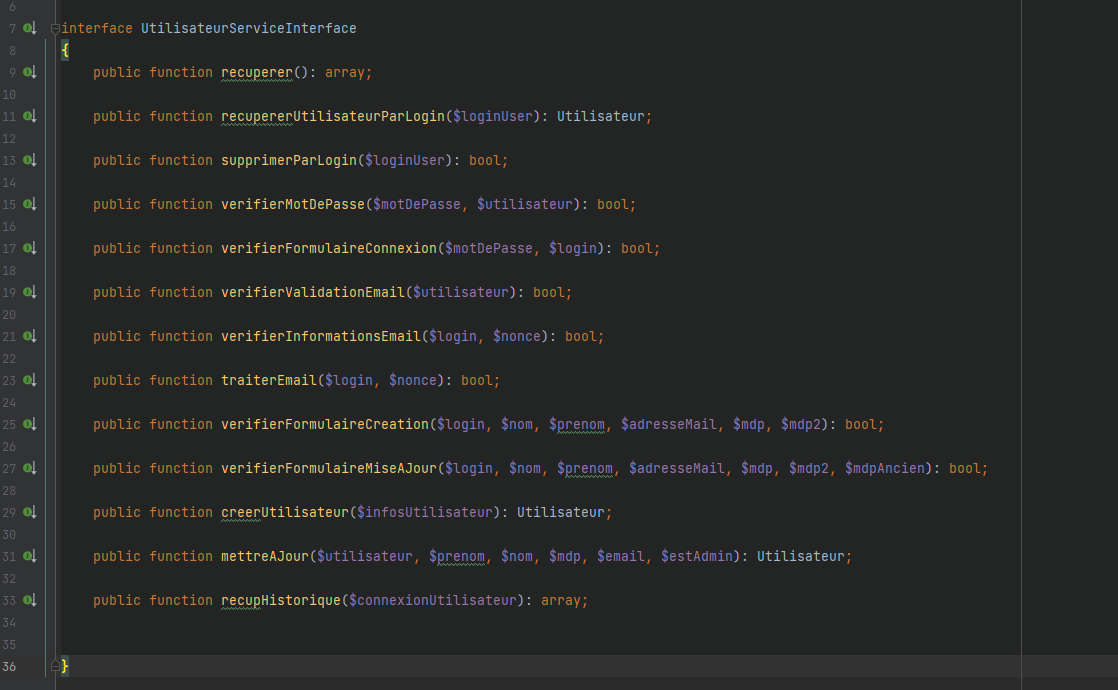 6
7 interface UtilisateurServiceInterface
8 {
9 public function recuperer(): array;
10
11 public function recupererUtilisateurParLogin($loginUser): Utilisateur;
12
13 public function supprimerParLogin($loginUser): bool;
14
15 public function verifierMotDePasse($motDePasse, $utilisateur): bool;
16
17 public function verifierFormulaireConnexion($motDePasse, $login): bool;
18
19 public function verifierValidationEmail($utilisateur): bool;
20
21 public function verifierInformationsEmail($login, $nonce): bool;
22
23 public function traiterEmail($login, $nonce): bool;
24
25 public function verifierFormulaireCreation($login, $nom, $prenom, $adresseMail, $mdp, $mdp2): bool;
26
27 public function verifierFormulaireMiseAJour($login, $nom, $prenom, $adresseMail, $mdp, $mdp2, $mdpAncien): bool;
28
29 public function creerUtilisateur($infosUtilisateur): Utilisateur;
30
31 public function mettreAJour($utilisateur, $prenom, $nom, $mdp, $email, $estAdmin): Utilisateur;
32
33 public function recupHistorique($connexionUtilisateur): array;
34
35
36 }